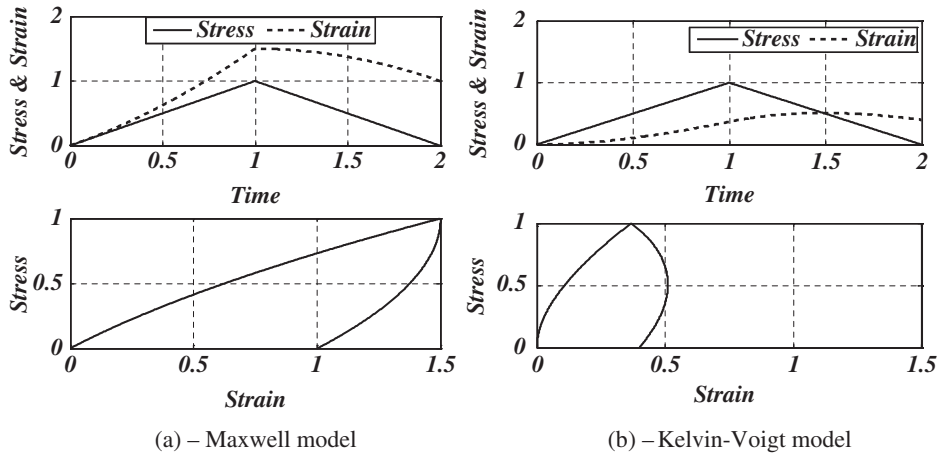 Stress & Strain
2
1
0
Stress Strain
0 0.5 1 1.5 2
Time
Stress
1
0.5
0
0 0.5 1 1.5
Strain
(a) – Maxwell model
Stress & Strain
2
1
0
Stress Strain
0 0.5 1 1.5 2
Time
Stress
1
0.5
0
0 0.5 1 1.5
Strain
(b) – Kelvin-Voigt model